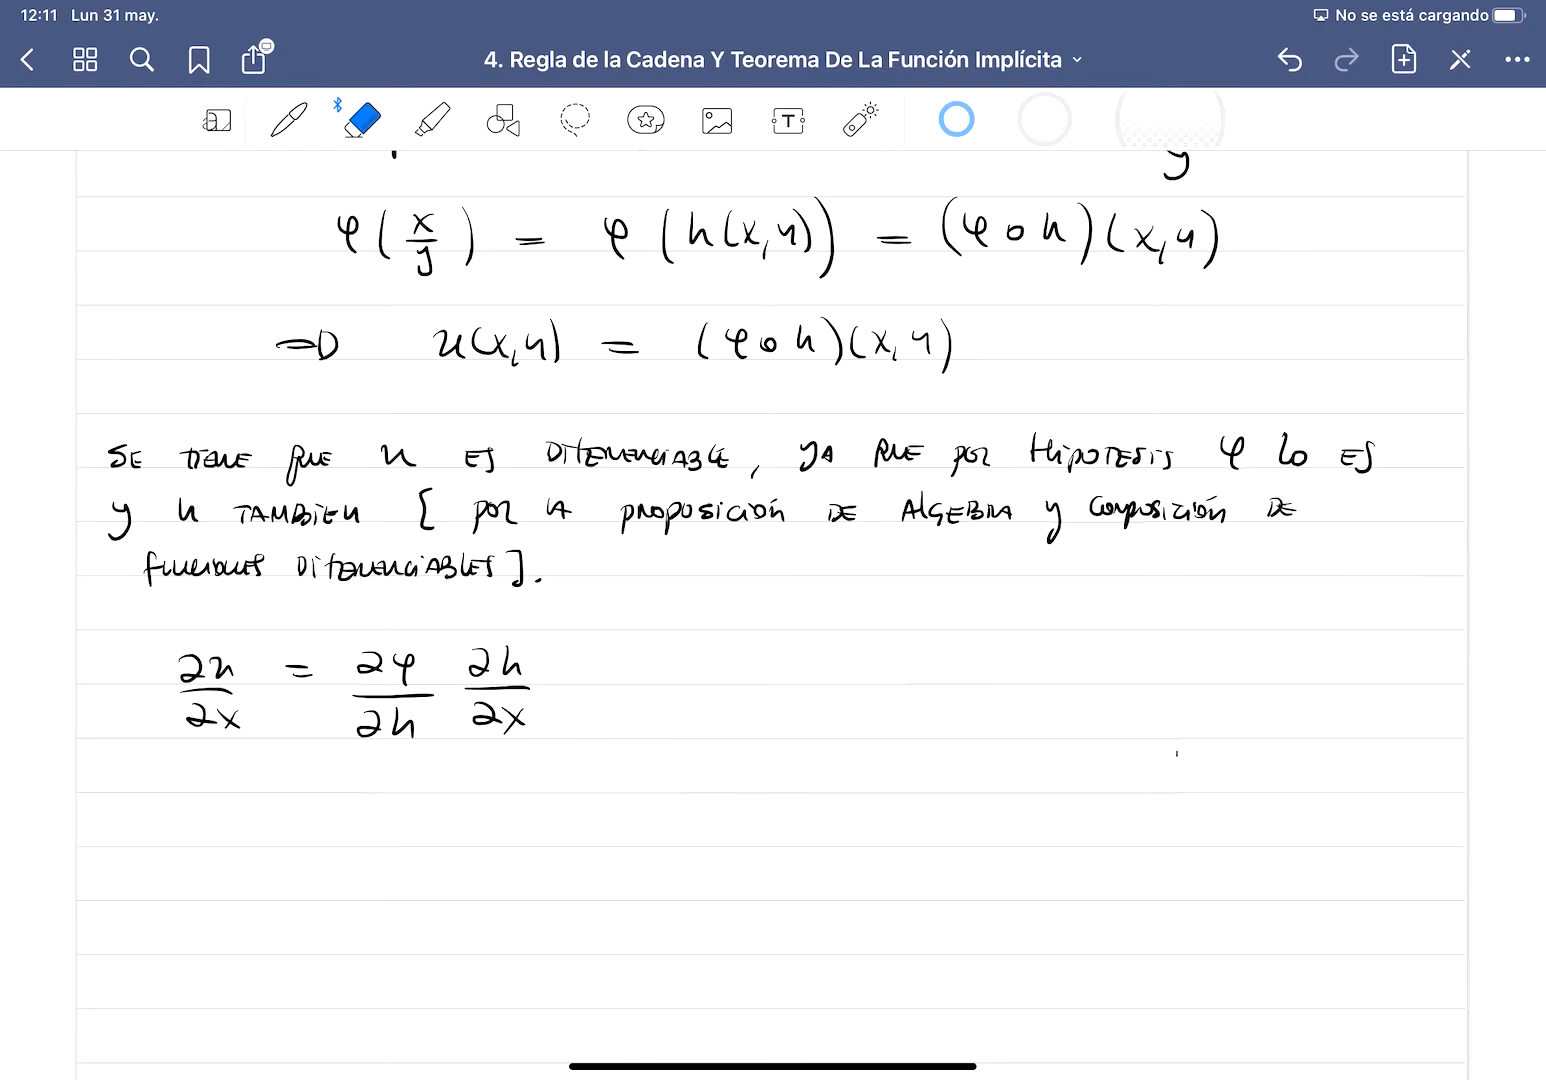 12:11 Lun 31 may. No se está cargando
4. Regla de la Cadena Y Teorema De La Función Implícita
T
y
φ(x/y) = φ(h(x,y)) = (φ∘h)(x,y)
⇒ u(x,y) = (φ∘h)(x,y)
SE TIENE QUE u ES DIFERENCIABLE, YA QUE POR HIPOTESIS φ LO ES
y h TAMBIEN [ POR LA PROPOSICIÓN DE ALGEBRA y COMPOSICIÓN DE
FUNCIONES DIFERENCIABLES ].
∂u/∂x = ∂φ/∂h ∂h/∂x